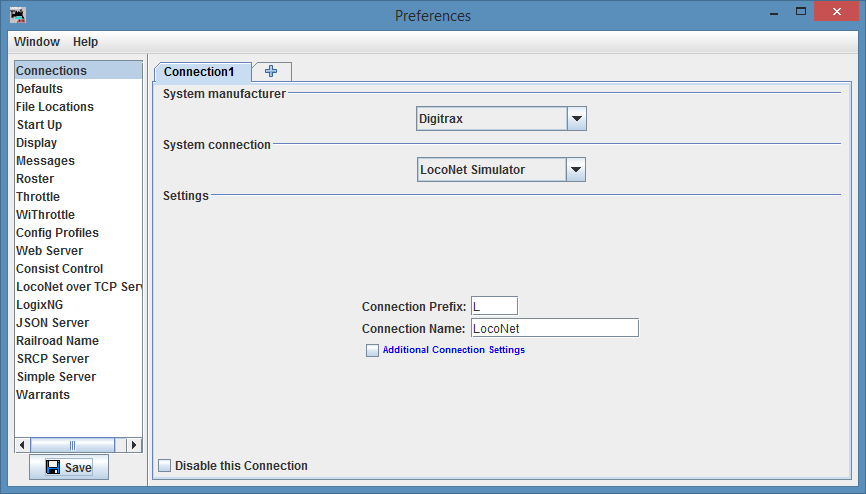 Preferences
Window Help
Connections
Defaults
File Locations
Start Up
Display
Messages
Roster
Throttle
WiThrottle
Config Profiles
Web Server
Consist Control
LocoNet over TCP Serv
LogixNG
JSON Server
Railroad Name
SRCP Server
Simple Server
Warrants
Save
Connection1
System manufacturer
Digitrax
System connection
LocoNet Simulator
Settings
Connection Prefix: L
Connection Name: LocoNet
Additional Connection Settings
Disable this Connection